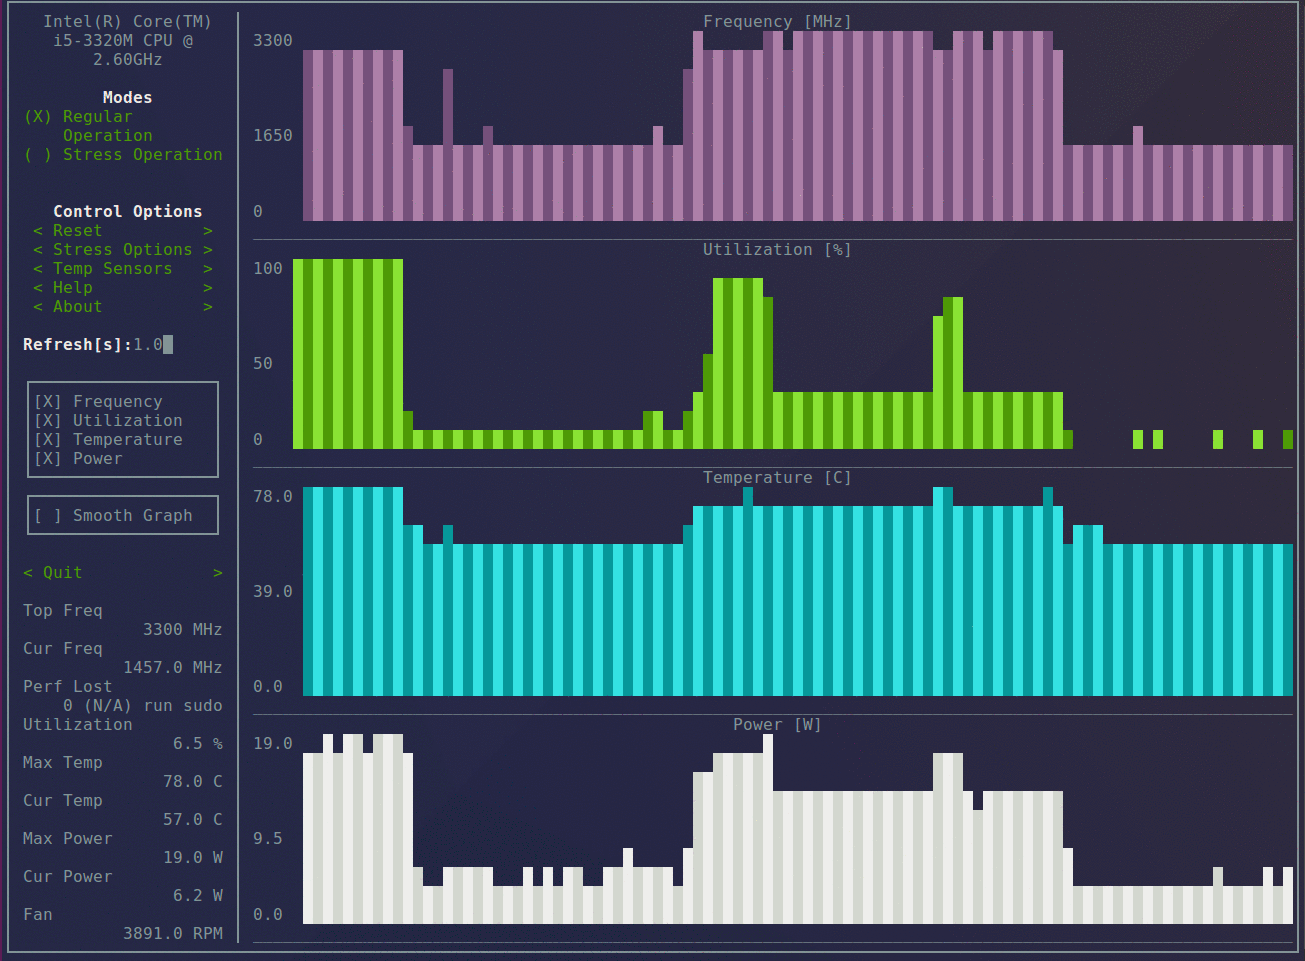 Intel(R) Core(TM)
i5-3320M CPU @
2.60GHz
Modes
(X) Regular
Operation
( ) Stress Operation
Control Options
< Reset >
< Stress Options >
< Temp Sensors >
< Help >
< About >
Refresh[s]:1.0
[X] Frequency
[X] Utilization
[X] Temperature
[X] Power
[ ] Smooth Graph
< Quit >
Top Freq
3300 MHz
Cur Freq
1457.0 MHz
Perf Lost
0 (N/A) run sudo
Utilization
6.5 %
Max Temp
78.0 C
Cur Temp
57.0 C
Max Power
19.0 W
Cur Power
6.2 W
Fan
3891.0 RPM
Frequency [MHz]
3300
1650
0
Utilization [%]
100
50
0
Temperature [C]
78.0
39.0
0.0
Power [W]
19.0
9.5
0.0